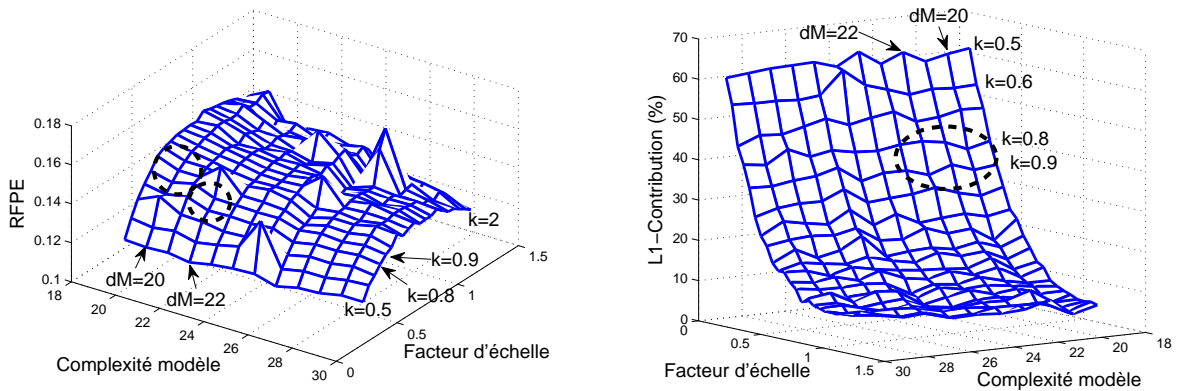 RFPE
0.18
0.16
0.14
0.12
0.1
18
20
22
24
26
28
30
0
0.5
1
1.5
Complexité modèle
Facteur d'échelle
dM=20
dM=22
k=0.5
k=0.8
k=0.9
k=2
L1−Contribution (%)
70
60
50
40
30
20
10
0
0
0.5
1
1.5
30
28
26
24
22
20
18
Facteur d'échelle
Complexité modèle
dM=22
dM=20
k=0.5
k=0.6
k=0.8
k=0.9